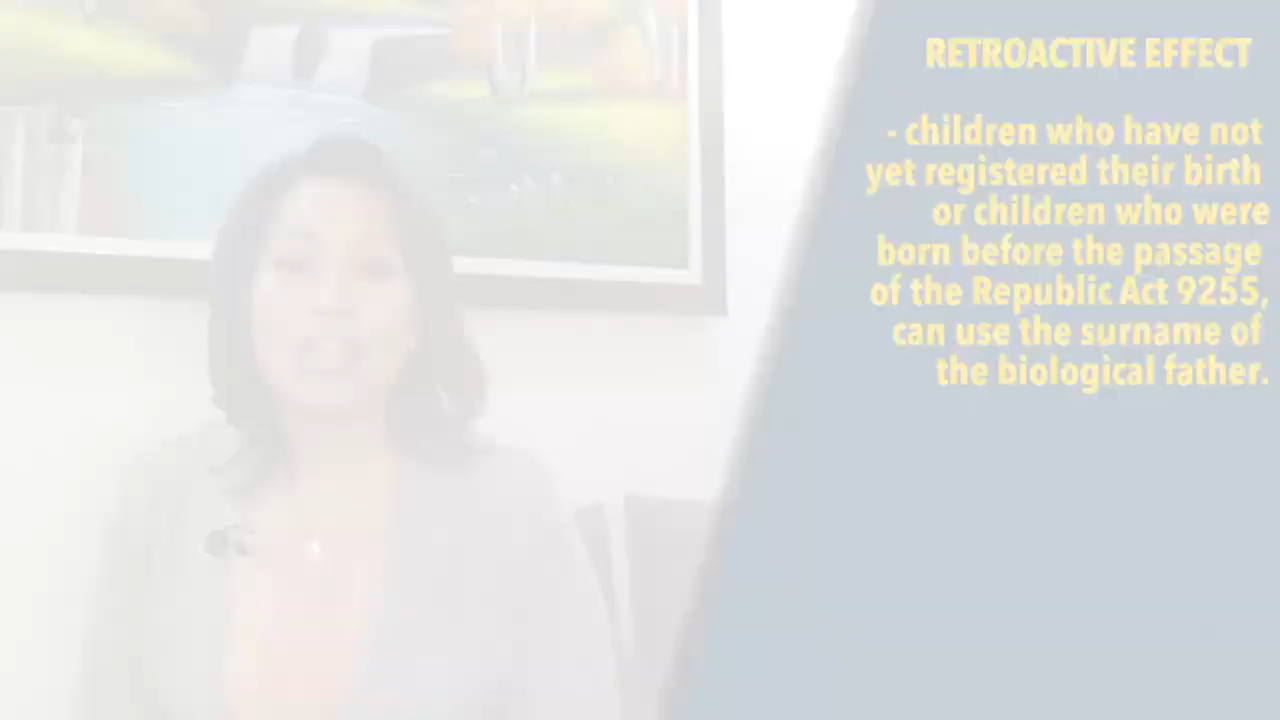 RETROACTIVE EFFECT
- children who have not
yet registered their birth
or children who were
born before the passage
of the Republic Act 9255,
can use the surname of
the biological father.